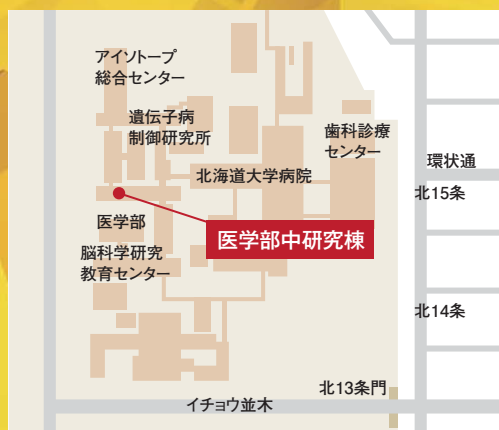 アイソトープ
総合センター
遺伝子病
制御研究所
歯科診療
センター
環状通
北海道大学病院
北15条
医学部
医学部中研究棟
脳科学研究
教育センター
北14条
北13条門
イチョウ並木